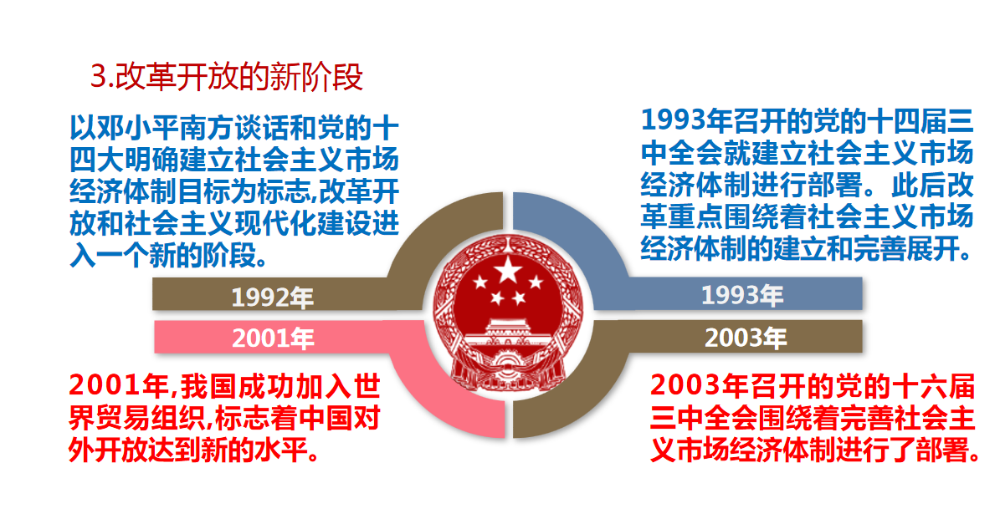 3.改革开放的新阶段
以邓小平南方谈话和党的十
四大明确建立社会主义市场
经济体制目标为标志,改革开
放和社会主义现代化建设进
入一个新的阶段。
1992年
1993年召开的党的十四届三
中全会就建立社会主义市场
经济体制进行部署。此后改
革重点围绕着社会主义市场
经济体制的建立和完善展开。
1993年
2001年
2001年,我国成功加入世
界贸易组织,标志着中国对
外开放达到新的水平。
2003年
2003年召开的党的十六届
三中全会围绕着完善社会主
义市场经济体制进行了部署。